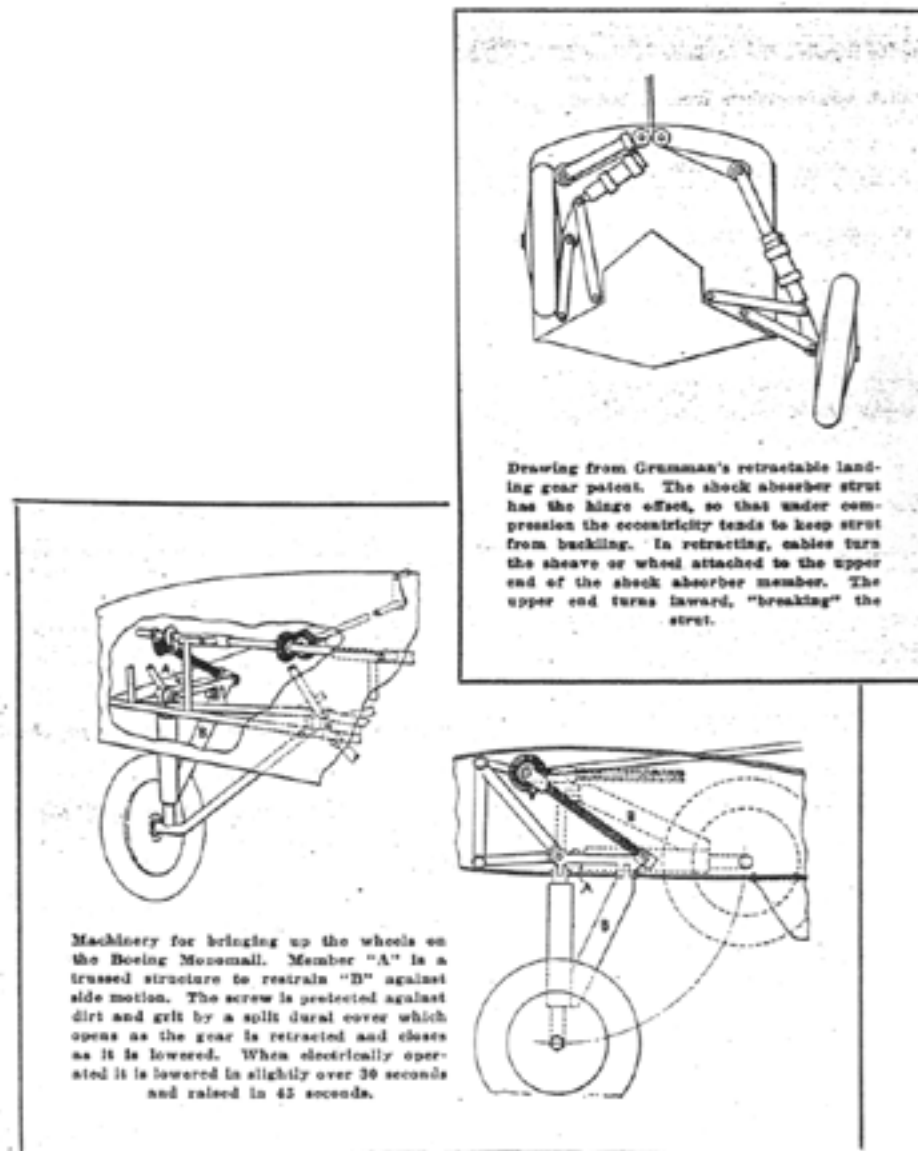 Drawing from Grumman's retractable land-
ing gear patent. The shock absorber strut
has the hinge offset, so that under com-
pression the eccentricity tends to keep strut
from buckling. In retracting, cables turn
the sheave or wheel attached to the upper
end of the shock absorber member. The
upper end turns inward, "breaking" the
strut.
A
B
B
A
B
Machinery for bringing up the wheels on
the Boeing Monomail. Member "A" is a
trussed structure to restrain "B" against
side motion. The screw is protected against
dirt and grit by a split dural cover which
opens as the gear is retracted and closes
as it is lowered. When electrically oper-
ated it is lowered in slightly over 30 seconds
and raised in 45 seconds.